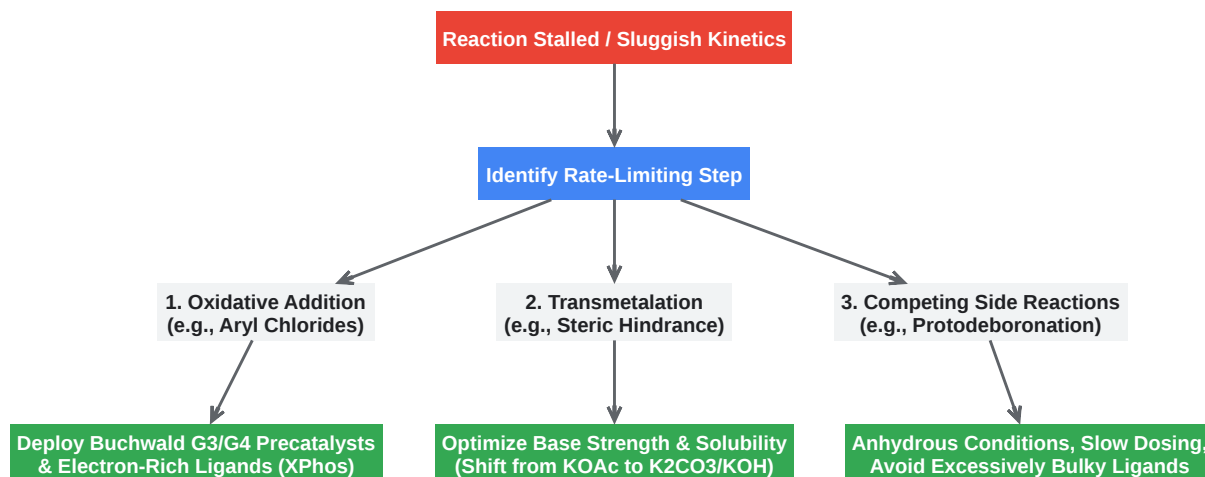 Reaction Stalled / Sluggish Kinetics
Identify Rate-Limiting Step
1. Oxidative Addition
(e.g., Aryl Chlorides)
2. Transmetalation
(e.g., Steric Hindrance)
3. Competing Side Reactions
(e.g., Protodeboronation)
Deploy Buchwald G3/G4 Precatalysts
& Electron-Rich Ligands (XPhos)
Optimize Base Strength & Solubility
(Shift from KOAc to K2CO3/KOH)
Anhydrous Conditions, Slow Dosing,
Avoid Excessively Bulky Ligands